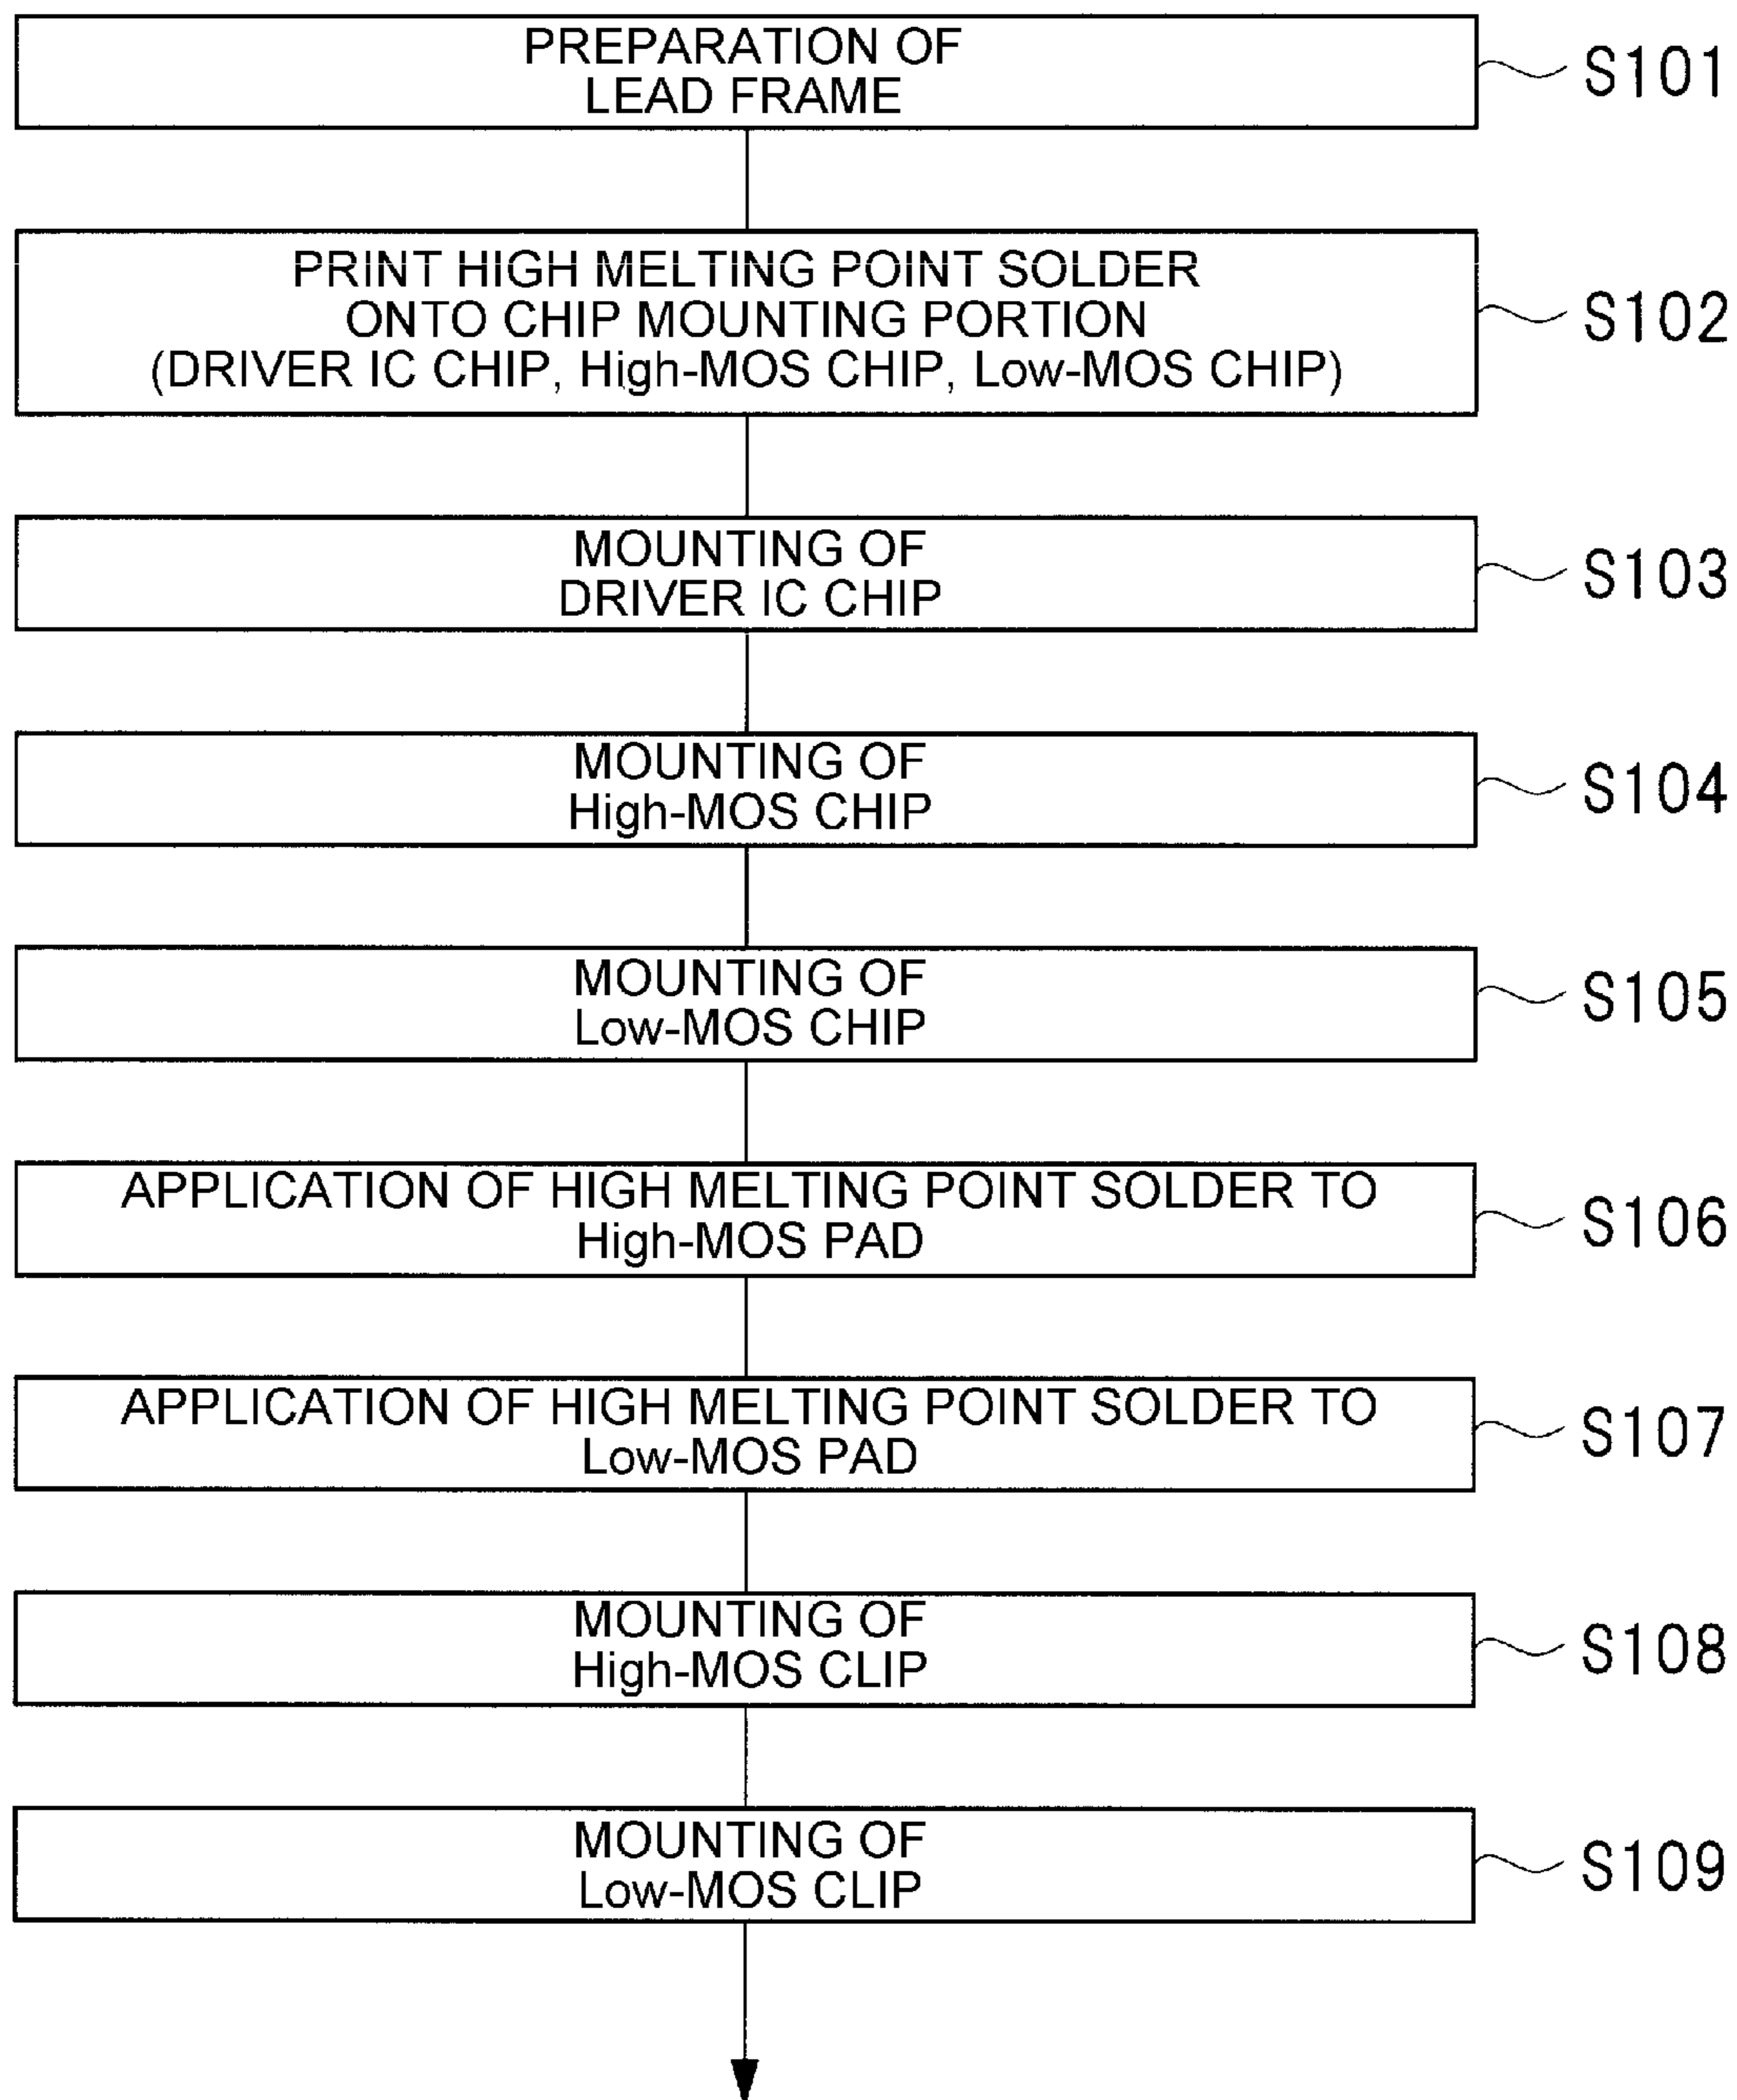 PREPARATION OF
LEAD FRAME
S101
PRINT HIGH MELTING POINT SOLDER
ONTO CHIP MOUNTING PORTION
(DRIVER IC CHIP, High-MOS CHIP, Low-MOS CHIP)
S102
MOUNTING OF
DRIVER IC CHIP
S103
MOUNTING OF
High-MOS CHIP
S104
MOUNTING OF
Low-MOS CHIP
S105
APPLICATION OF HIGH MELTING POINT SOLDER TO
High-MOS PAD
S106
APPLICATION OF HIGH MELTING POINT SOLDER TO
Low-MOS PAD
S107
MOUNTING OF
High-MOS CLIP
S108
MOUNTING OF
Low-MOS CLIP
S109